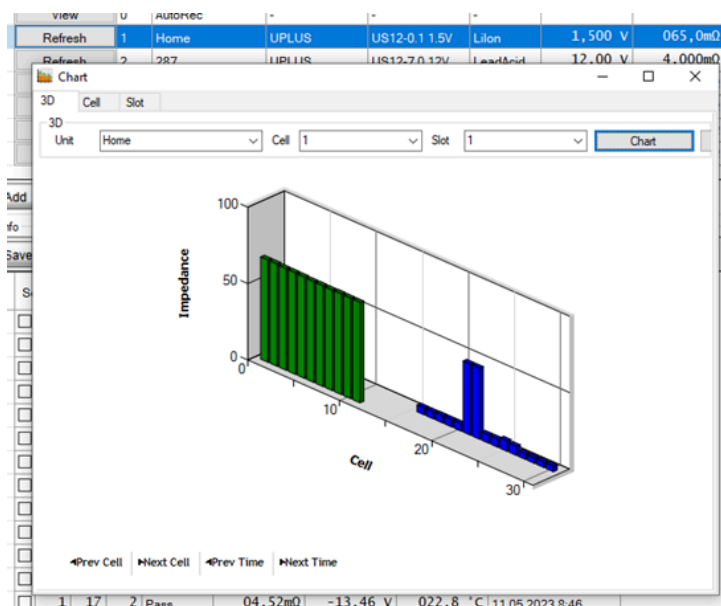 View 0 AutoRec - - -
Refresh 1 Home UPLUS US12-0.1 1.5V LiIon 1,500 V 065,0mΩ
Refresh 2 287 UPLUS US12-7.0 12V LeadAcid 12.00 V 4.000mΩ
Chart
3D Cell Slot
3D
Unit Home Cell 1 Slot 1 Chart
Add
nfo
Save
S
100
50
0
Impedance
0
10
20
30
Cell
Prev Cell Next Cell Prev Time Next Time
1 17 2 Pass 04.52mΩ -13.46 V 022.8 °C 11.05.2023 8:46